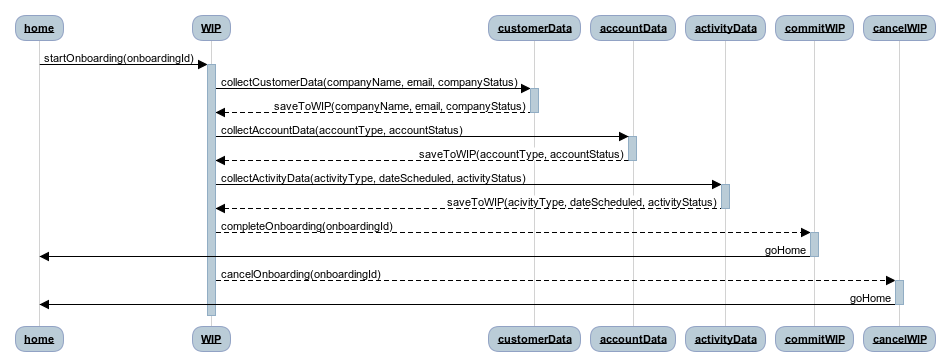 home WIP customerData accountData activityData commitWIP cancelWIP
startOnboarding(onboardingId)
collectCustomerData(companyName, email, companyStatus)
saveToWIP(companyName, email, companyStatus)
collectAccountData(accountType, accountStatus)
saveToWIP(accountType, accountStatus)
collectActivityData(activityType, dateScheduled, activityStatus)
saveToWIP(acivityType, dateScheduled, activityStatus)
completeOnboarding(onboardingId)
goHome
cancelOnboarding(onboardingId)
goHome
home WIP customerData accountData activityData commitWIP cancelWIP